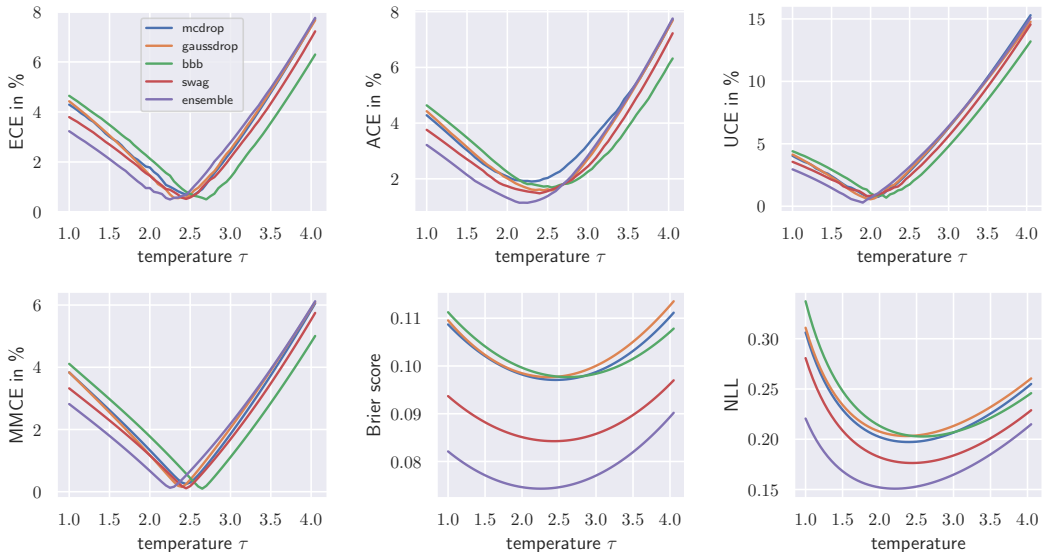 ECE in %
8
6
4
2
0
mcdrop
gaussdrop
bbb
swag
ensemble
1.0 1.5 2.0 2.5 3.0 3.5 4.0
temperature τ
ACE in %
8
6
4
2
1.0 1.5 2.0 2.5 3.0 3.5 4.0
temperature τ
UCE in %
15
10
5
0
1.0 1.5 2.0 2.5 3.0 3.5 4.0
temperature τ
MMCE in %
6
4
2
0
1.0 1.5 2.0 2.5 3.0 3.5 4.0
temperature τ
Brier score
0.11
0.10
0.09
0.08
1.0 1.5 2.0 2.5 3.0 3.5 4.0
temperature τ
NLL
0.30
0.25
0.20
0.15
1.0 1.5 2.0 2.5 3.0 3.5 4.0
temperature